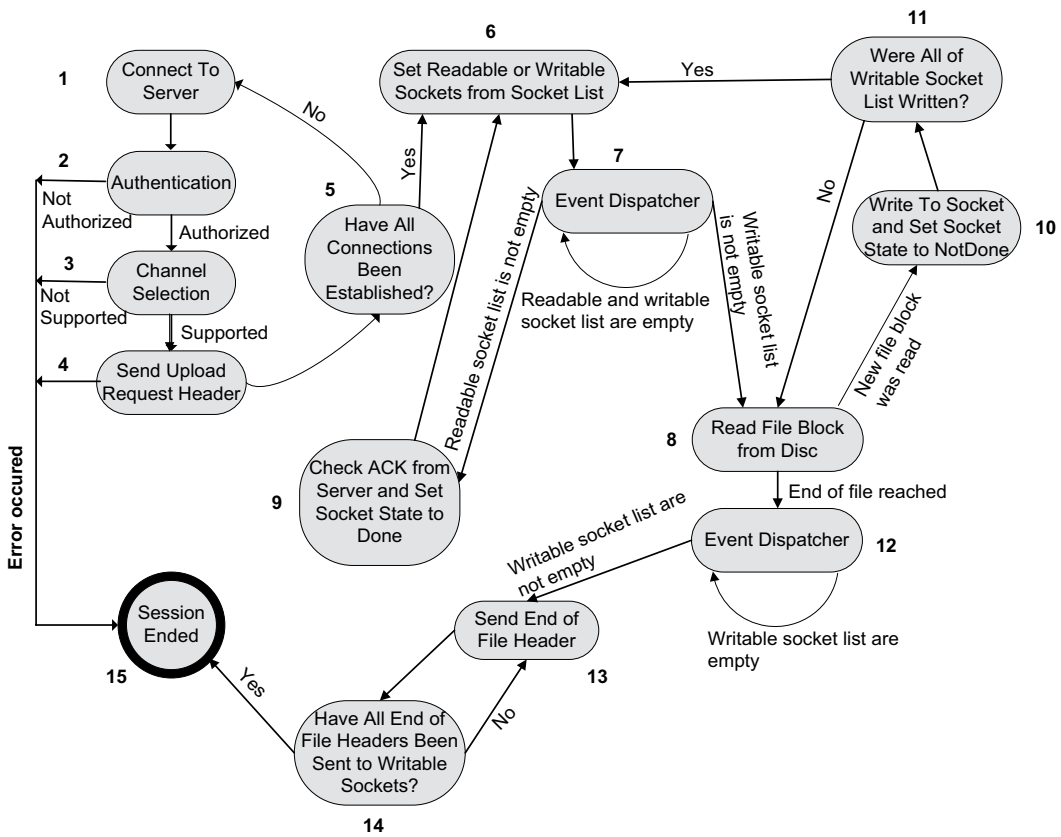 1
Connect To
Server
2
Authentication
Not
Authorized
Authorized
3
Channel
Selection
Not
Supported
Supported
4
Send Upload
Request Header
5
Have All
Connections
Been
Established?
No
Yes
6
Set Readable or Writable
Sockets from Socket List
7
Event Dispatcher
Readable and writable
socket list are empty
Readable socket list is not empty
Writable socket list
is not empty
8
Read File Block
from Disc
End of file reached
New file block
was read
9
Check ACK from
Server and Set
Socket State to
Done
10
Write To Socket
and Set Socket
State to NotDone
11
Were All of
Writable Socket
List Written?
Yes
No
12
Event Dispatcher
Writable socket list are
empty
Writable socket list are
not empty
13
Send End of
File Header
14
Have All End of
File Headers Been
Sent to Writable
Sockets?
No
Yes
15
Session
Ended
Error occured